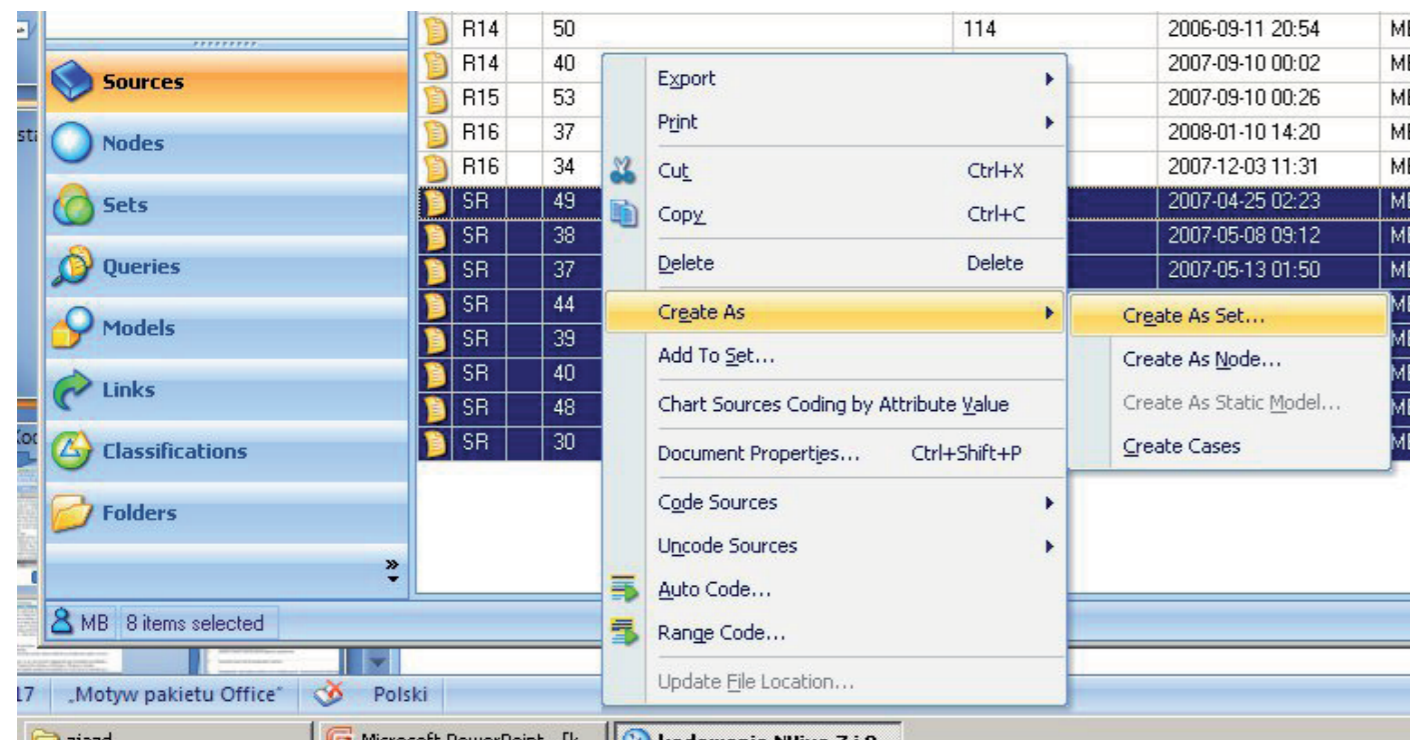 R14 50 114 2006-09-11 20:54
R14 40 2007-09-10 00:02
R15 53 2007-09-10 00:26
R16 37 2008-01-10 14:20
R16 34 2007-12-03 11:31
SR 49 2007-04-25 02:23
SR 38 2007-05-08 09:12
SR 37 2007-05-13 01:50
SR 44
SR 39
SR 40
SR 48
SR 30
Sources
Nodes
Sets
Queries
Models
Links
Classifications
Folders
»
MB 8 items selected
Export
Print
Cut Ctrl+X
Copy Ctrl+C
Delete Delete
Create As
Add To Set...
Chart Sources Coding by Attribute Value
Document Properties... Ctrl+Shift+P
Code Sources
Uncode Sources
Auto Code...
Range Code...
Update File Location...
Create As Set...
Create As Node...
Create As Static Model...
Create Cases
17 „Motyw pakietu Office" Polski
zjazd Microsoft PowerPoint - [k... kodowanie NVivo 7 i 8